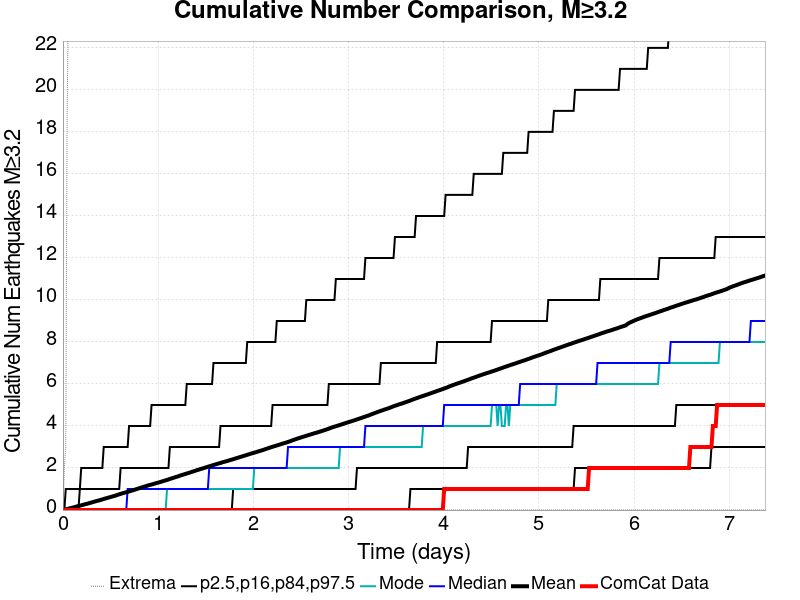 Cumulative Number Comparison, M≥3.2
Cumulative Num Earthquakes M≥3.2
22
20
18
16
14
12
10
8
6
4
2
0
0 1 2 3 4 5 6 7
Time (days)
Extrema p2.5,p16,p84,p97.5 Mode Median Mean ComCat Data